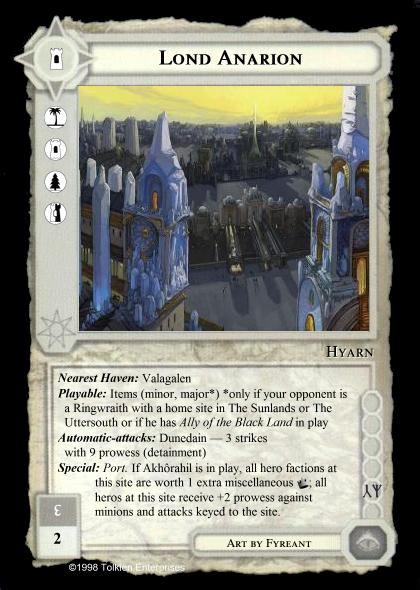 Lond Anarion
Hyarn
Nearest Haven: Valagalen
Playable: Items (minor, major*) *only if your opponent is
a Ringwraith with a home site in The Sunlands or The
Uttersouth or if he has Ally of the Black Land in play
Automatic-attacks: Dunedain — 3 strikes
with 9 prowess (detainment)
Special: Port. If Akhôrahil is in play, all hero factions at
this site are worth 1 extra miscellaneous ; all
heroes at this site receive +2 prowess against
minions and attacks keyed to the site.
ε
2
Art by Fyreant
©1998 Tolkien Enterprises